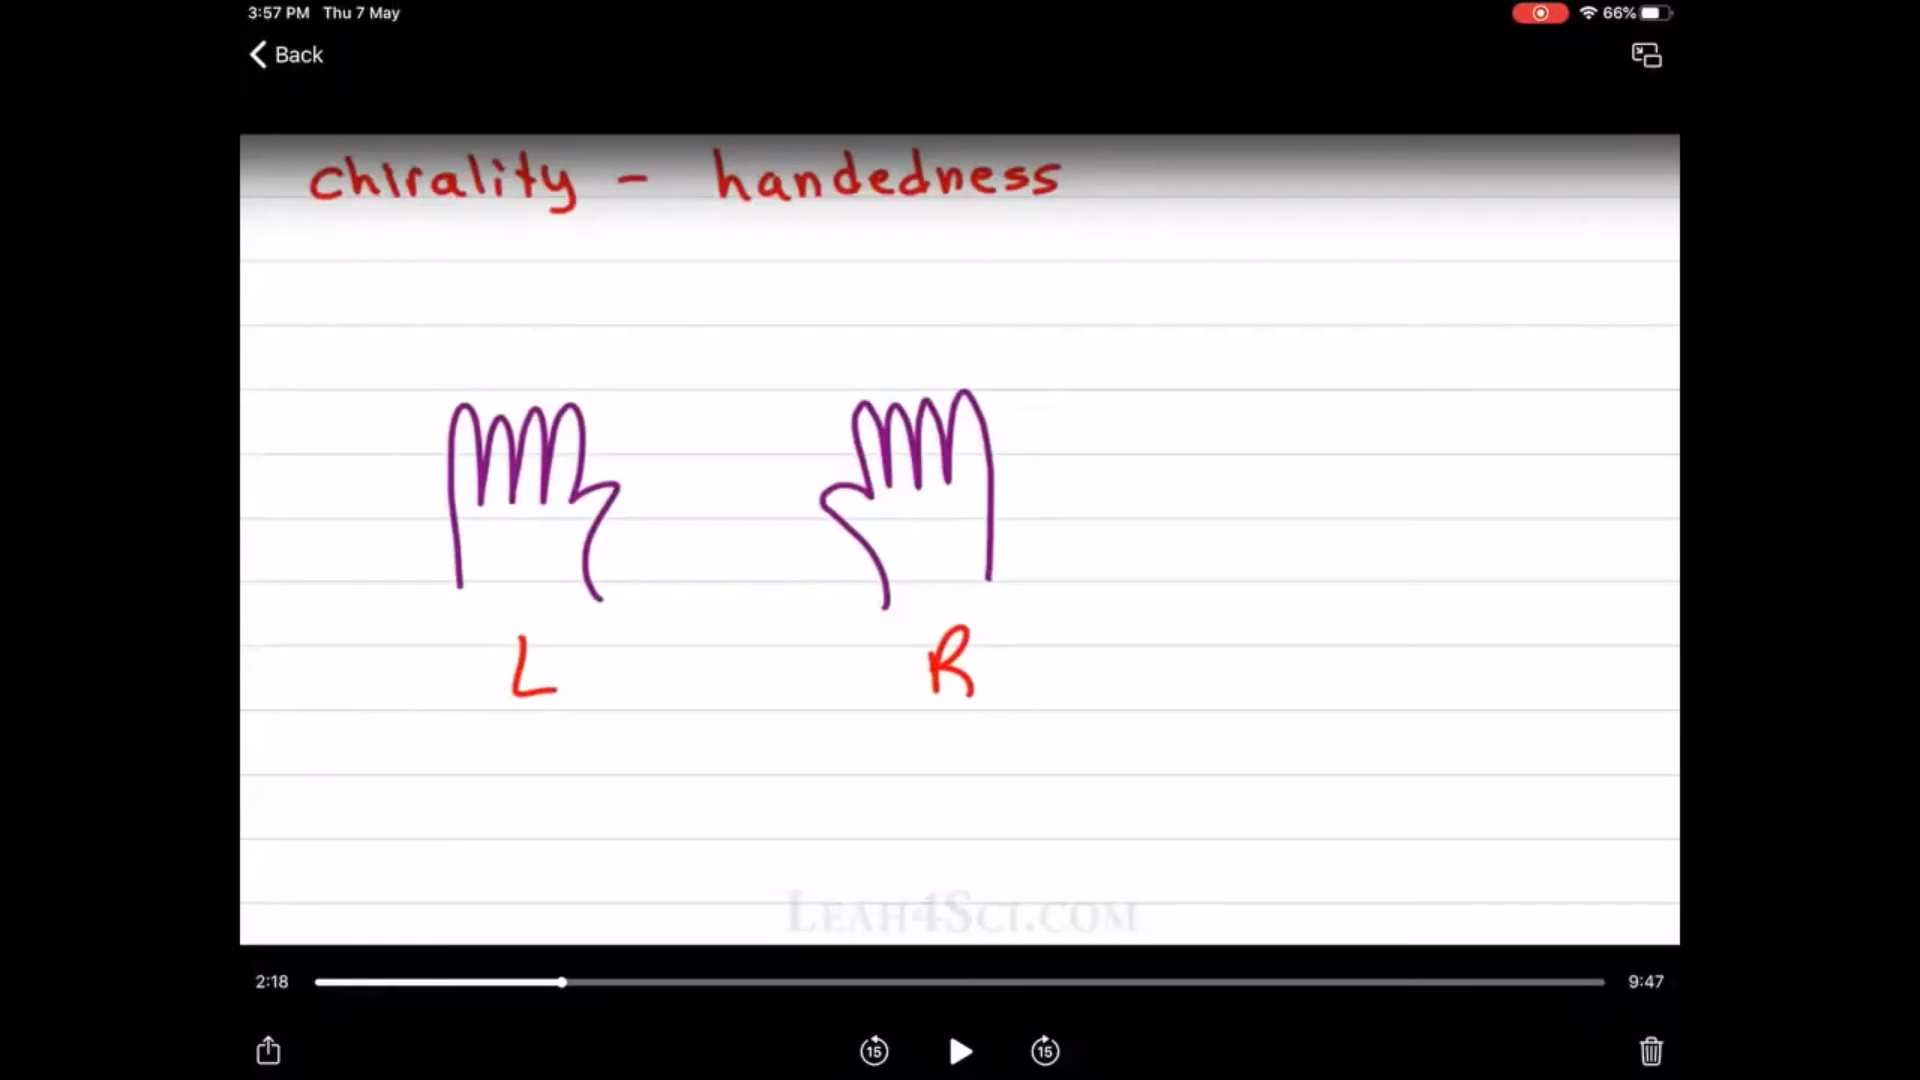 3:57 PM Thu 7 May 66%
Back
chirality - handedness
L R
LEAH4SCI.COM
2:18 9:47
15 15